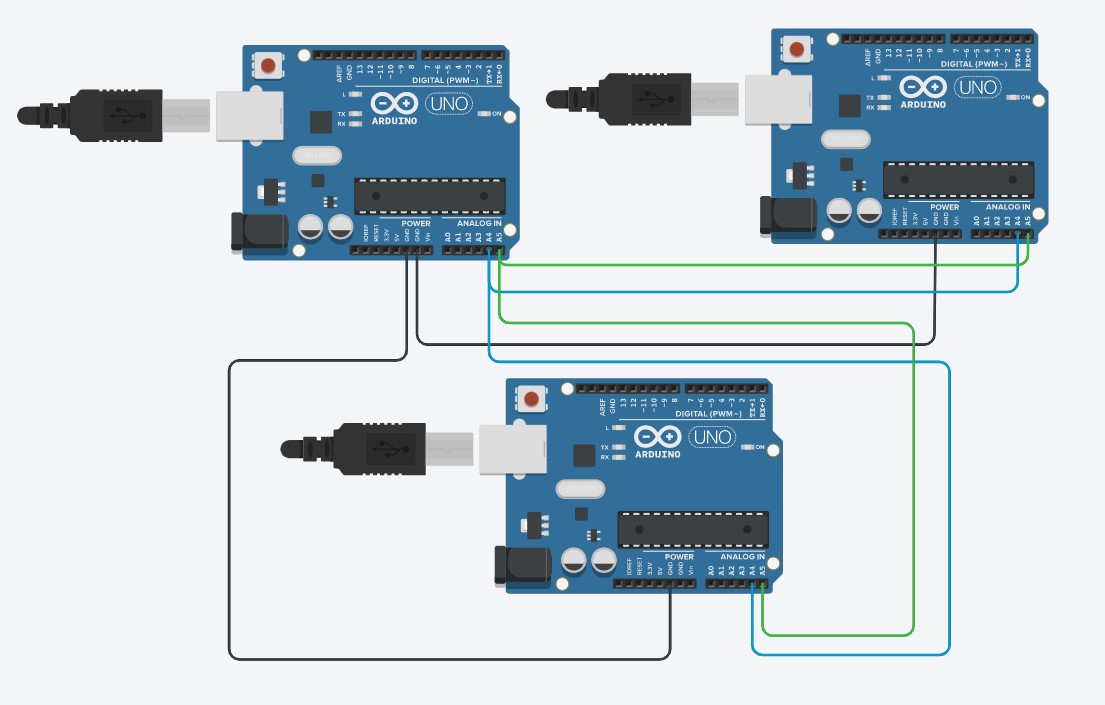 AREF
GND
13
12
~11
~10
~9
8
7
~6
~5
4
~3
2
TX→1
RX←0
DIGITAL (PWM~)
L
TX
RX
ARDUINO
UNO
ON
POWER
ANALOG IN
IOREF
RESET
3.3V
5V
GND
GND
Vin
A0
A1
A2
A3
A4
A5
AREF
GND
13
12
~11
~10
~9
8
7
~6
~5
4
~3
2
TX→1
RX←0
DIGITAL (PWM~)
L
TX
RX
ARDUINO
UNO
ON
POWER
ANALOG IN
IOREF
RESET
3.3V
5V
GND
GND
Vin
A0
A1
A2
A3
A4
A5
AREF
GND
13
12
~11
~10
~9
8
7
~6
~5
4
~3
2
TX→1
RX←0
DIGITAL (PWM~)
L
TX
RX
ARDUINO
UNO
ON
POWER
ANALOG IN
IOREF
RESET
3.3V
5V
GND
GND
Vin
A0
A1
A2
A3
A4
A5